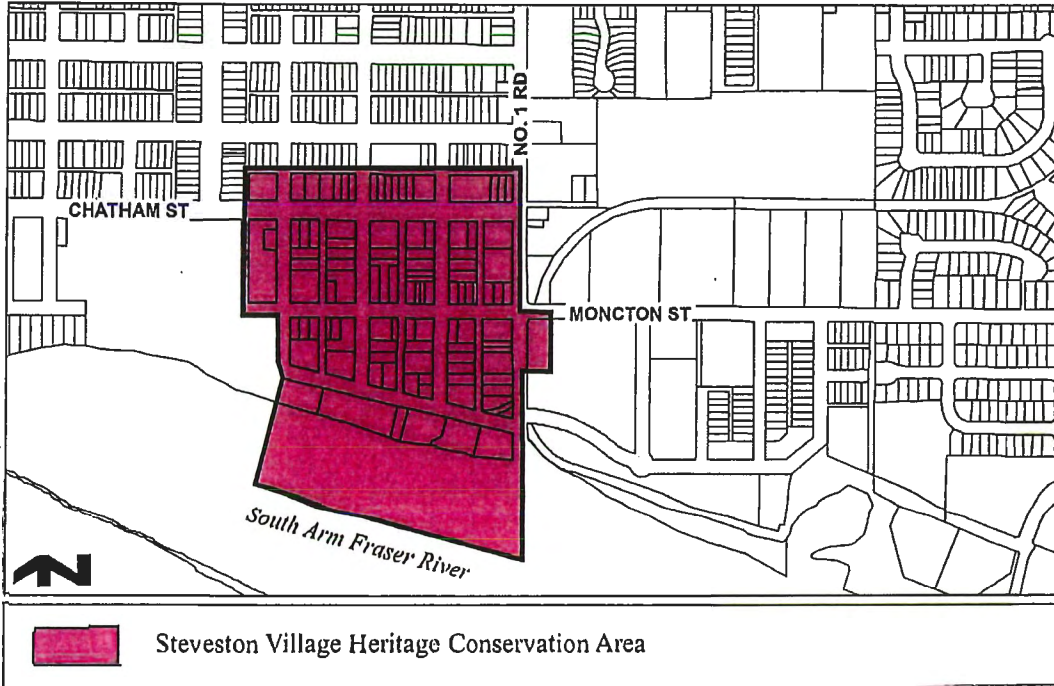 NO. 1 RD
CHATHAM ST
MONCTON ST
South Arm Fraser River
N
Steveston Village Heritage Conservation Area